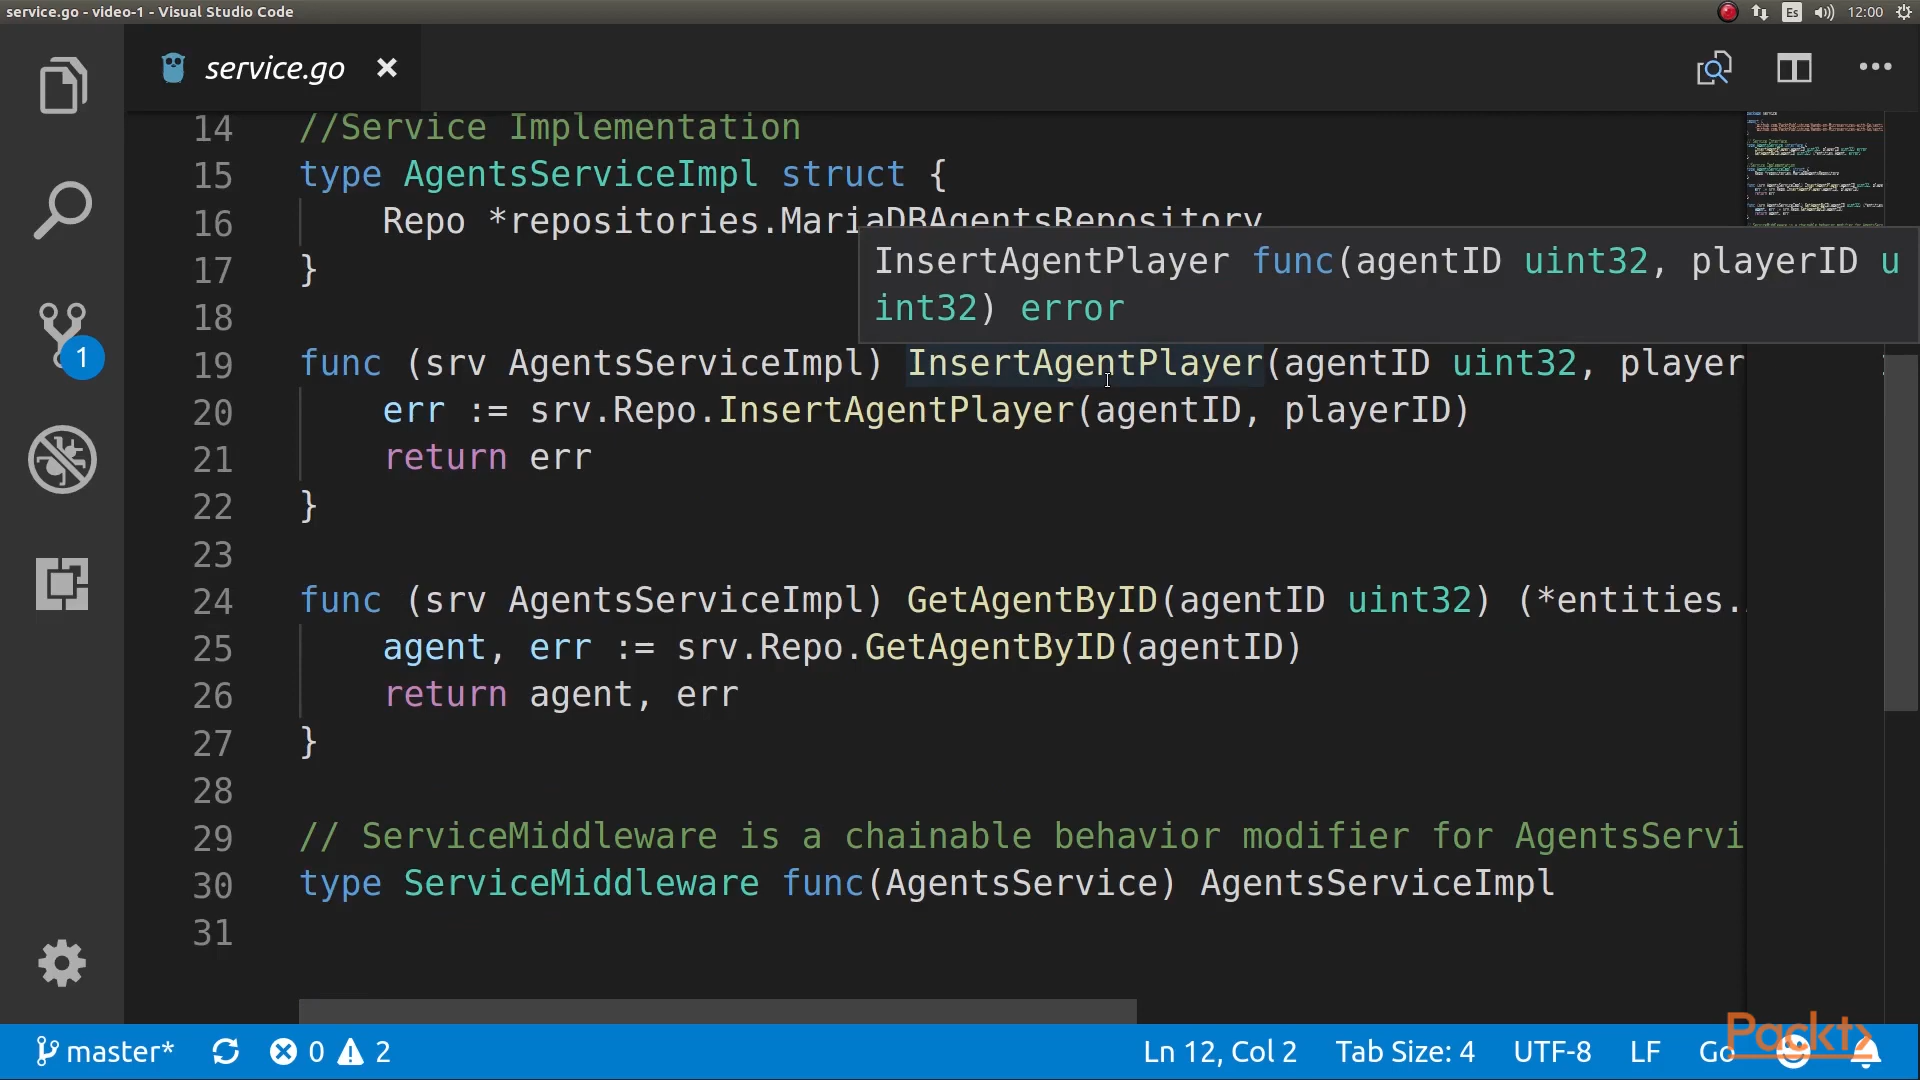 service.go - video-1 - Visual Studio Code
Es
12:00
service.go
14 //Service Implementation
15 type AgentsServiceImpl struct {
16 Repo *repositories.MariaDBAgentsRepository
17 }
InsertAgentPlayer func(agentID uint32, playerID u
int32) error
18
19 func (srv AgentsServiceImpl) InsertAgentPlayer(agentID uint32, player
20 err := srv.Repo.InsertAgentPlayer(agentID, playerID)
21 return err
22 }
23
24 func (srv AgentsServiceImpl) GetAgentByID(agentID uint32) (*entities.
25 agent, err := srv.Repo.GetAgentByID(agentID)
26 return agent, err
27 }
28
29 // ServiceMiddleware is a chainable behavior modifier for AgentsServi
30 type ServiceMiddleware func(AgentsService) AgentsServiceImpl
31
1
master* 0 2 Ln 12, Col 2 Tab Size: 4 UTF-8 LF Go
Packt